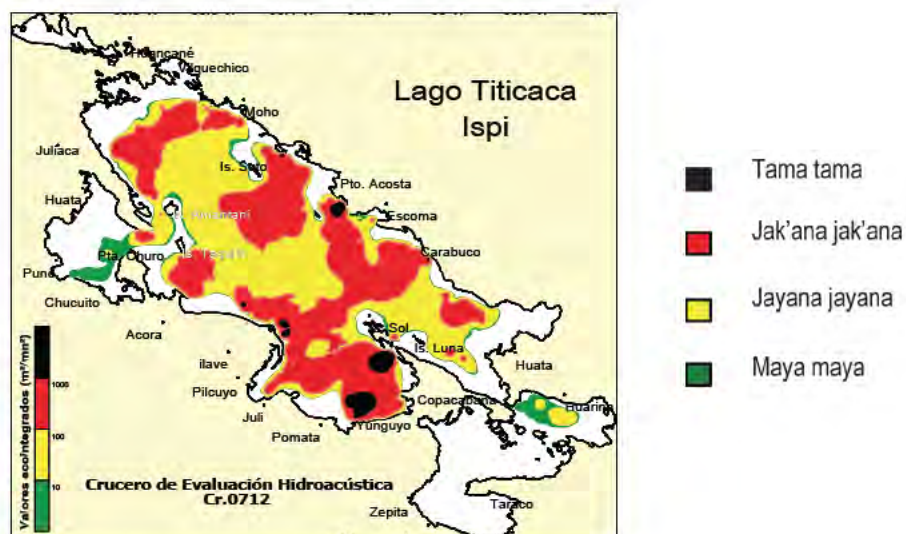 Huancané
Vilquechico
Lago Titicaca
Ispi
Moho
Juliaca
Is. Soto
Pto. Acosta
Huata
Escoma
Carabuco
Pta. Churo
Puno
Chucuito
Acora
Sol
Is. Luna
ilave
Huata
Pilcuyo
Juli
Copacabana
Huarina
Pomata
Yunguyo
Valores eco/ntegrados (m²/mn²)
1000
100
10
Crucero de Evaluación Hidroacústica
Cr.0712
Zepita
Taraco
Tama tama
Jak'ana jak'ana
Jayana jayana
Maya maya